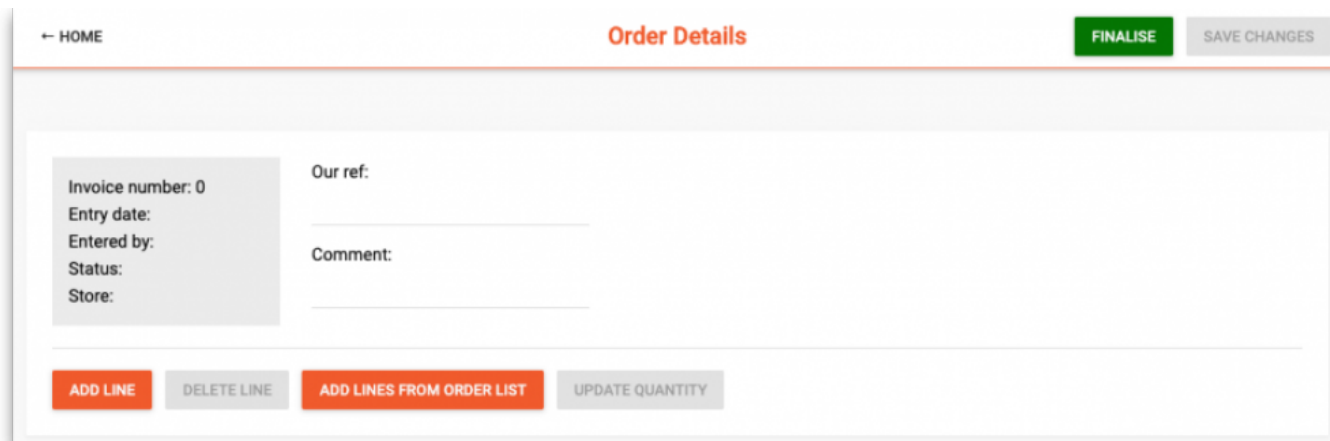 ← HOME
Order Details
FINALISE
SAVE CHANGES
Invoice number: 0
Entry date:
Entered by:
Status:
Store:
Our ref:
Comment:
ADD LINE
DELETE LINE
ADD LINES FROM ORDER LIST
UPDATE QUANTITY